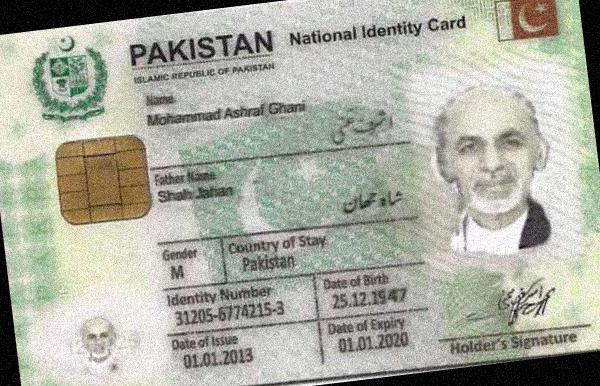 PAKISTAN National Identity Card
ISLAMIC REPUBLIC OF PAKISTAN
Name
Mohammad Ashraf Ghani
اشرف غنی
Father Name
Shah Jahan
شاہ جهان
Gender
M
Country of Stay
Pakistan
Identity Number
31205-6774215-3
Date of Birth
25.12.1947
Date of Issue
01.01.2013
Date of Expiry
01.01.2020
Holder's Signature